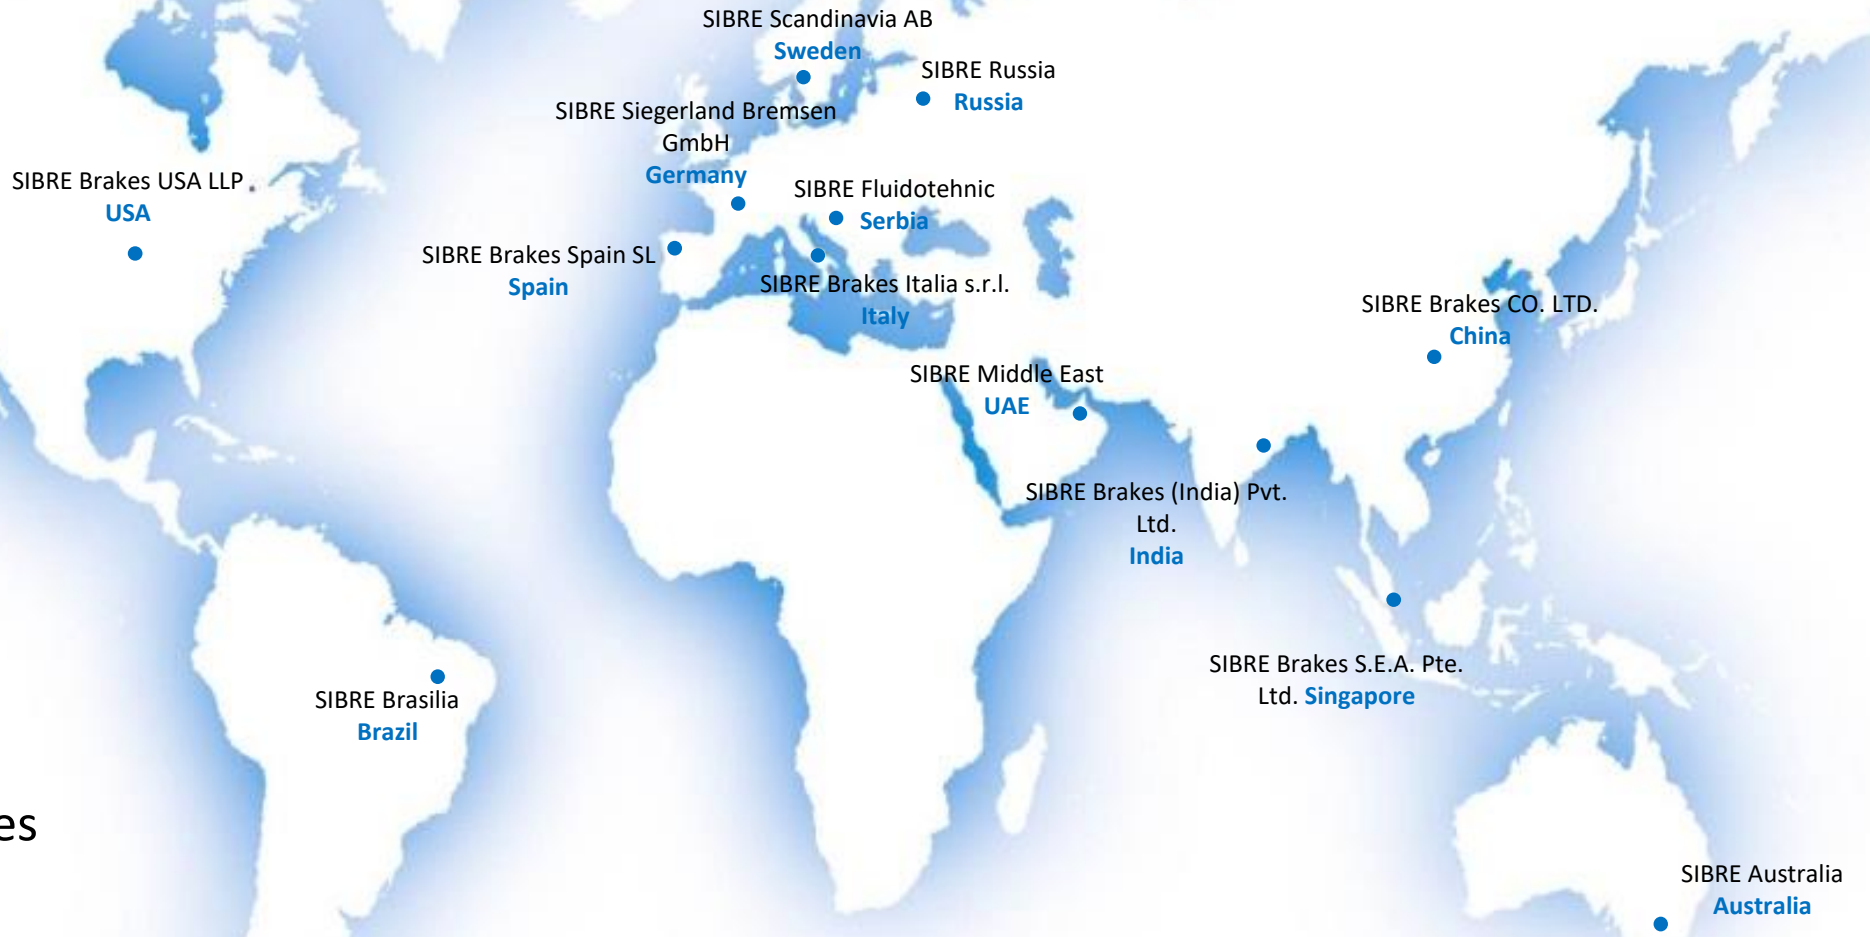 SIBRE Scandinavia AB
Sweden
SIBRE Russia
Russia
SIBRE Siegerland Bremsen
GmbH
Germany
SIBRE Brakes USA LLP
USA
SIBRE Fluidotehnic
Serbia
SIBRE Brakes Spain SL
Spain
SIBRE Brakes Italia s.r.l.
Italy
SIBRE Brakes CO. LTD.
China
SIBRE Middle East
UAE
SIBRE Brakes (India) Pvt.
Ltd.
India
SIBRE Brakes S.E.A. Pte.
Ltd. Singapore
SIBRE Brasilia
Brazil
es
SIBRE Australia
Australia